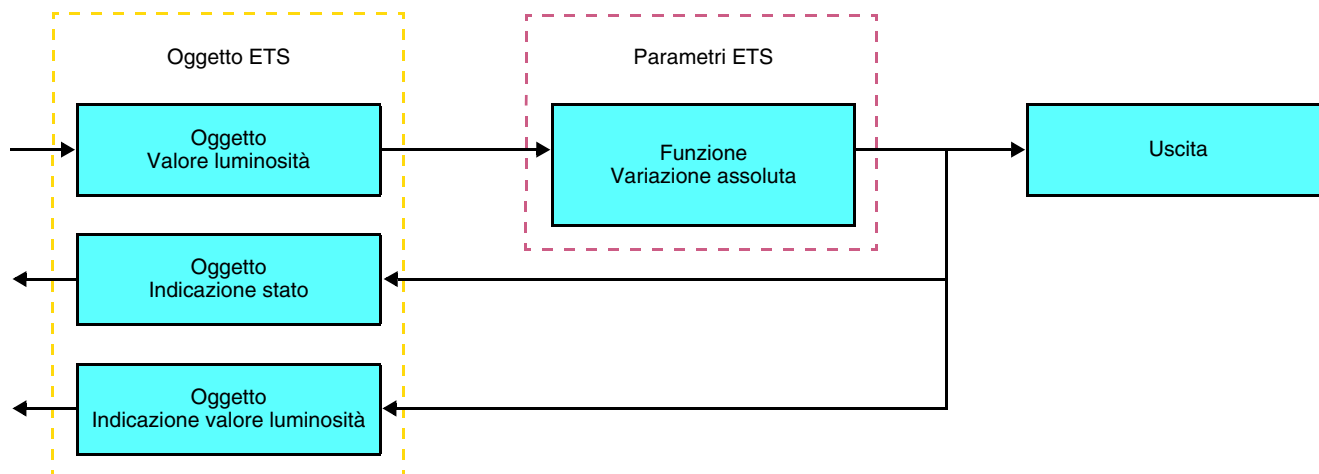 Oggetto ETS
Parametri ETS
Oggetto
Valore luminosità
Funzione
Variazione assoluta
Uscita
Oggetto
Indicazione stato
Oggetto
Indicazione valore luminosità